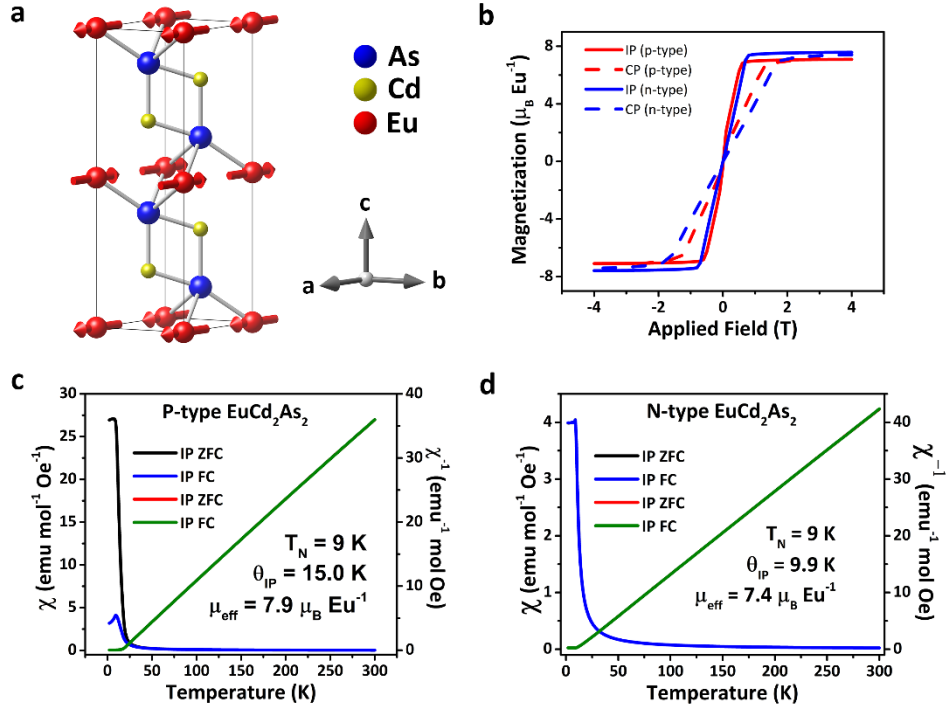 a
As
Cd
Eu
c
a
b
b
Magnetization (μB Eu-1)
8
4
0
-4
-8
IP (p-type)
CP (p-type)
IP (n-type)
CP (n-type)
-4 -2 0 2 4
Applied Field (T)
c
χ (emu mol-1 Oe-1)
30
25
20
15
10
5
0
P-type EuCd2As2
IP ZFC
IP FC
IP ZFC
IP FC
TN = 9 K
θIP = 15.0 K
μeff = 7.9 μB Eu-1
40
30
20
10
0
χ-1 (emu-1 mol Oe)
0 50 100 150 200 250 300
Temperature (K)
d
χ (emu mol-1 Oe-1)
4
3
2
1
0
N-type EuCd2As2
IP ZFC
IP FC
IP ZFC
IP FC
TN = 9 K
θIP = 9.9 K
μeff = 7.4 μB Eu-1
40
30
20
10
0
χ-1 (emu-1 mol Oe)
0 50 100 150 200 250 300
Temperature (K)